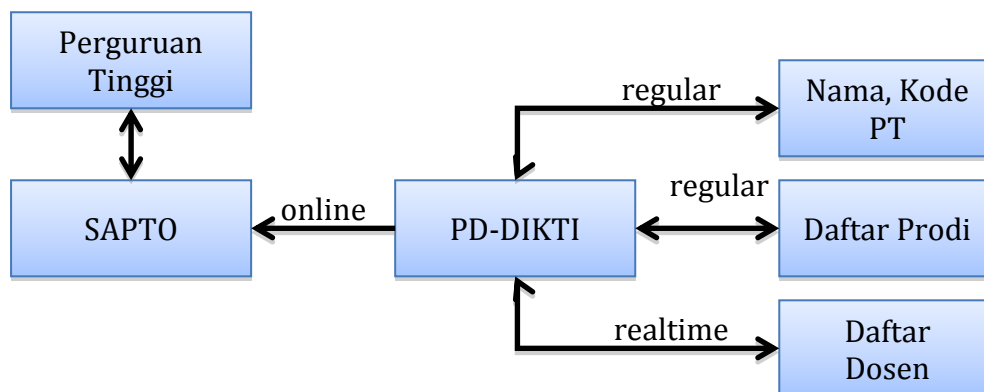 Perguruan
Tinggi
regular
Nama, Kode
PT
SAPTO
online
PD-DIKTI
regular
Daftar Prodi
realtime
Daftar
Dosen